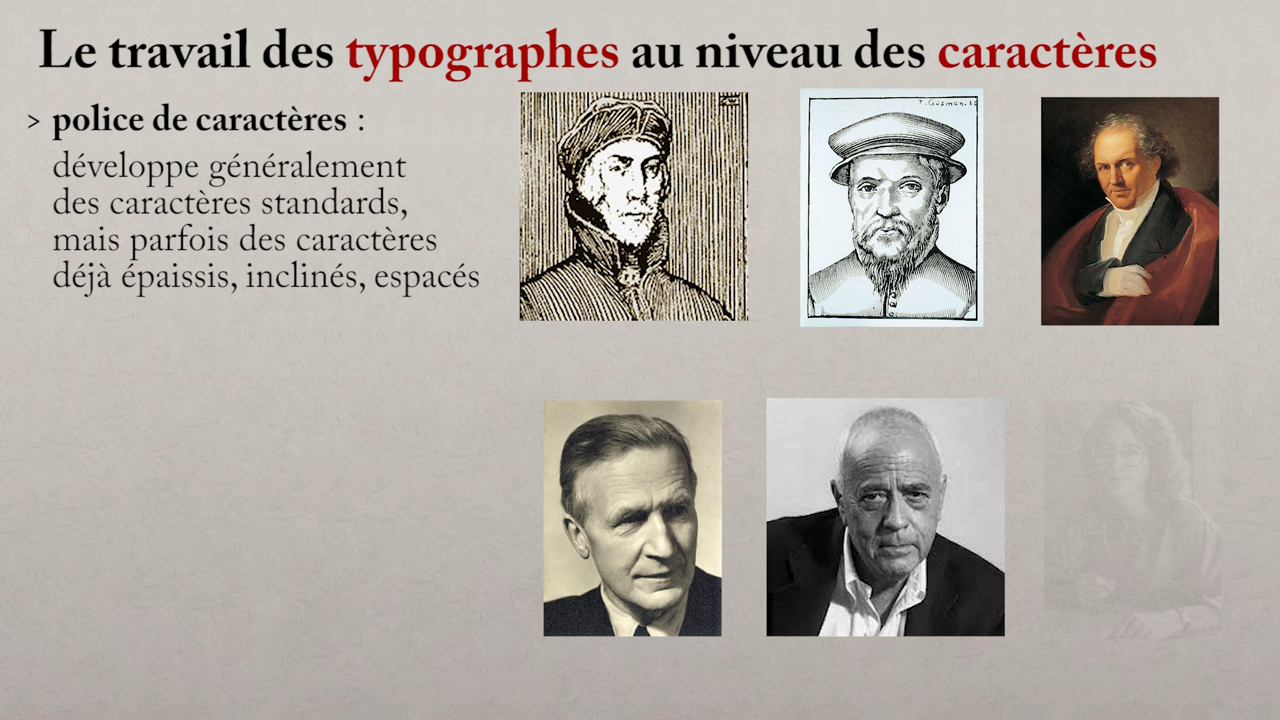 Le travail des typographes au niveau des caractères
> police de caractères :
développe généralement
des caractères standards,
mais parfois des caractères
déjà épaissis, inclinés, espacés